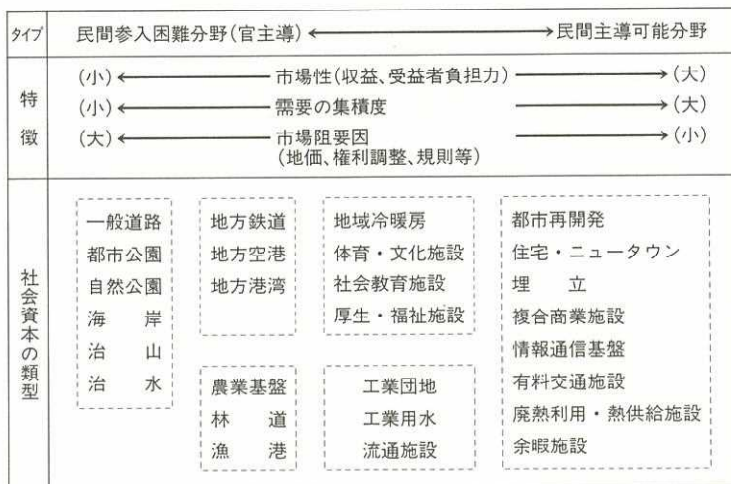 タイプ 民間参入困難分野(官主導) ←→ 民間主導可能分野
特徴
(小) ← 市場性(収益、受益者負担力) → (大)
(小) ← 需要の集積度 → (大)
(大) ← 市場阻要因 → (小)
(地価、権利調整、規則等)
社会資本の類型
一般道路
都市公園
自然公園
海岸
治山
治水
地方鉄道
地方空港
地方港湾
農業基盤
林道
漁港
地域冷暖房
体育・文化施設
社会教育施設
厚生・福祉施設
工業団地
工業用水
流通施設
都市再開発
住宅・ニュータウン
埋立
複合商業施設
情報通信基盤
有料交通施設
廃熱利用・熱供給施設
余暇施設